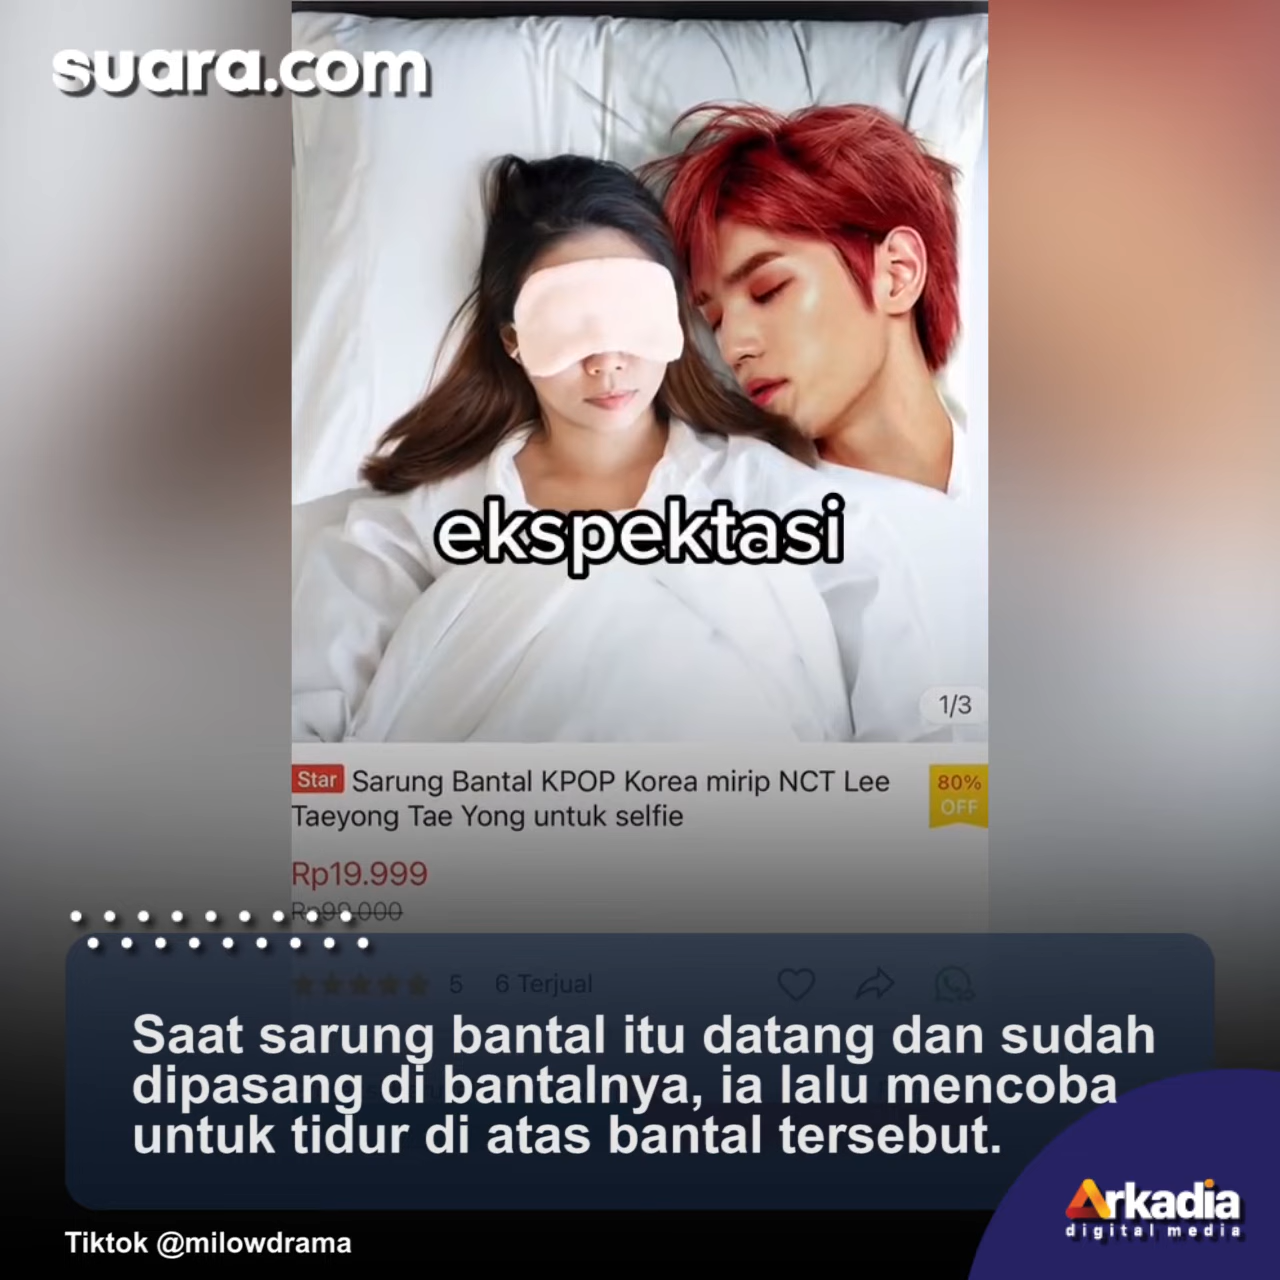 suara.com
ekspektasi
1/3
Star Sarung Bantal KPOP Korea mirip NCT Lee
Taeyong Tae Yong untuk selfie
80%
OFF
Rp19.999
Rp99.000
5 6 Terjual
Saat sarung bantal itu datang dan sudah
dipasang di bantalnya, ia lalu mencoba
untuk tidur di atas bantal tersebut.
Tiktok @milowdrama
Arkadia
digital media